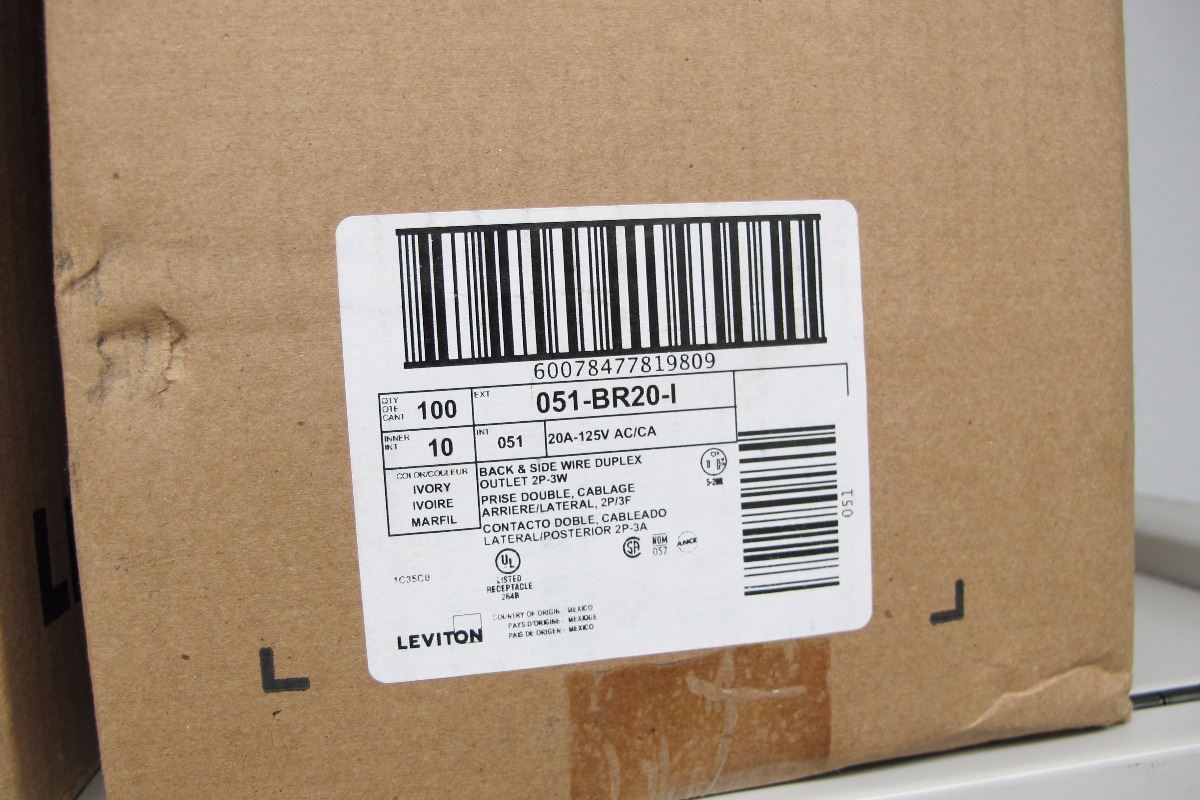 60078477819809
QTY
QTE
CANT
100
EXT
051-BR20-I
INNER
INT
10
INT
051
20A-125V AC/CA
COLOR/COULEUR
IVORY
IVOIRE
MARFIL
BACK & SIDE WIRE DUPLEX
OUTLET 2P-3W
PRISE DOUBLE, CABLAGE
ARRIERE/LATERAL, 2P/3F
CONTACTO DOBLE, CABLEADO
LATERAL/POSTERIOR 2P-3A
5-20R
051
UL
LISTED
RECEPTACLE
264B
SA
NOM
057
ANCE
LEVITON
COUNTRY OF ORIGIN - MEXICO
PAYS D'ORIGINE - MEXIQUE
PAIS DE ORIGEN - MEXICO